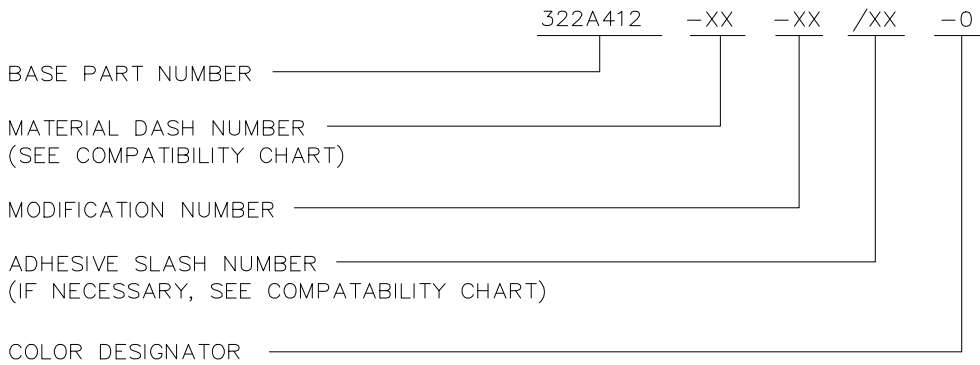 322A412 -XX -XX /XX -0
BASE PART NUMBER
MATERIAL DASH NUMBER
(SEE COMPATIBILITY CHART)
MODIFICATION NUMBER
ADHESIVE SLASH NUMBER
(IF NECESSARY, SEE COMPATABILITY CHART)
COLOR DESIGNATOR